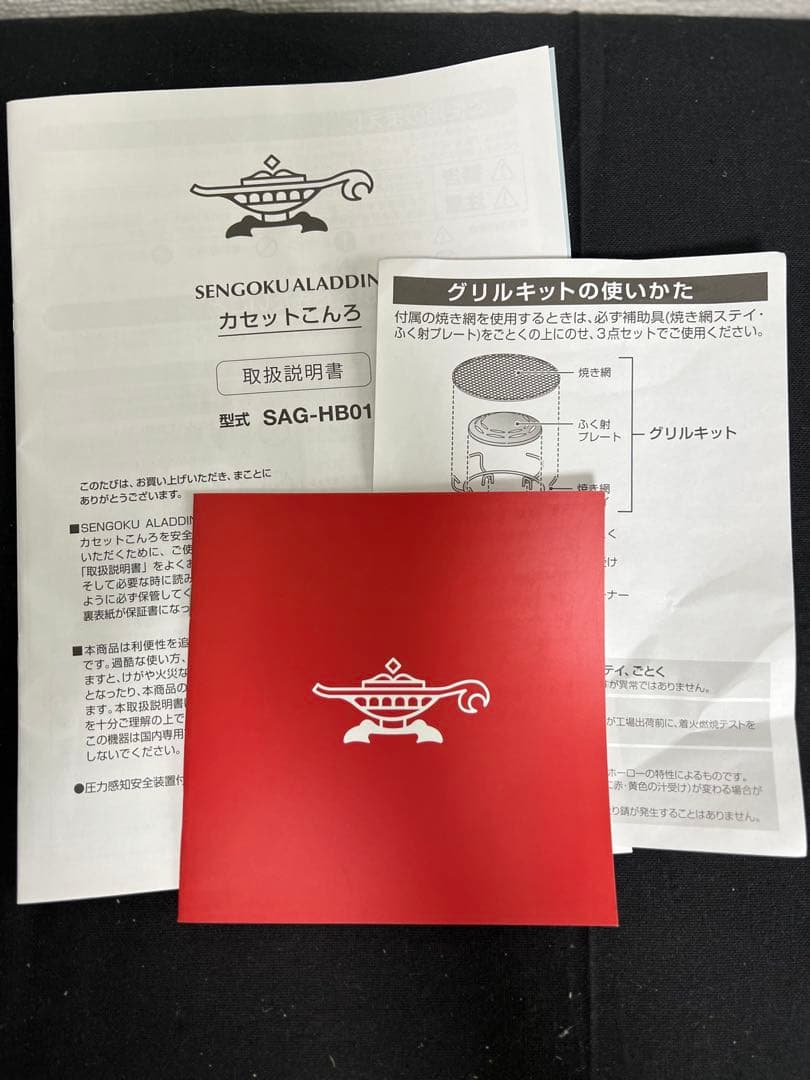 SENGOKU ALADDIN
カセットこんろ
取扱説明書
型式 SAG-HB01
このたびは、お買い上げいただき、まことに
ありがとうございます。
■SENGOKU ALADDIN
カセットこんろを安全
いただくために、ご使
「取扱説明書」をよくお
そして必要な時に読み
ように必ず保管してく
裏表紙が保証書になっ
■本商品は利便性を追
です。過酷な使い方、
ますと、けがや火災な
となったり、本商品の
ます。本取扱説明書
を十分ご理解の上で
この機器は国内専用
しないでください。
●圧力感知安全装置付
グリルキットの使いかた
付属の焼き網を使用するときは、必ず補助具(焼き網ステイ・
ふく射プレート)をごとくの上にのせ、3点セットでご使用ください。
焼き網
ふく射
プレート
グリルキット
焼き網
く
け
ナー
テイ、ごとく
が異常ではありません。
が工場出荷前に、着火燃焼テストを
ホーローの特性によるものです。
に赤・黄色の汁受け)が変わる場合が
り錆が発生することはありません。